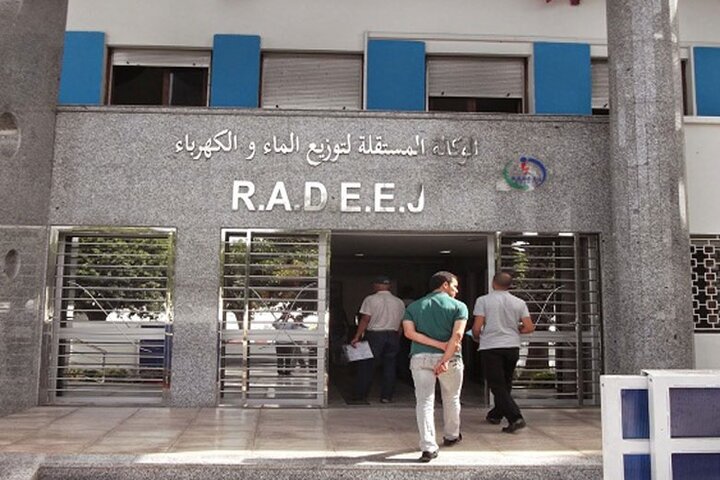 الوكالة المستقلة لتوزيع الماء و الكهرباء
R.A.D.E.E.J